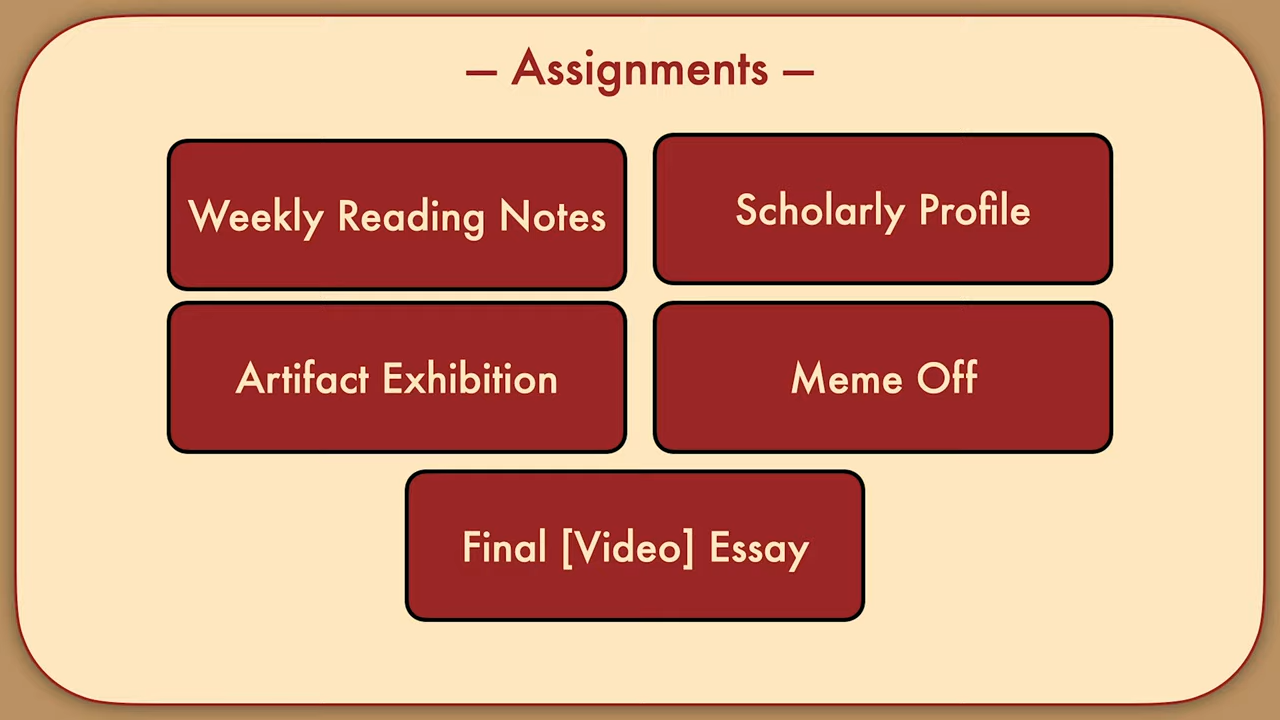 — Assignments —
Weekly Reading Notes
Scholarly Profile
Artifact Exhibition
Meme Off
Final [Video] Essay